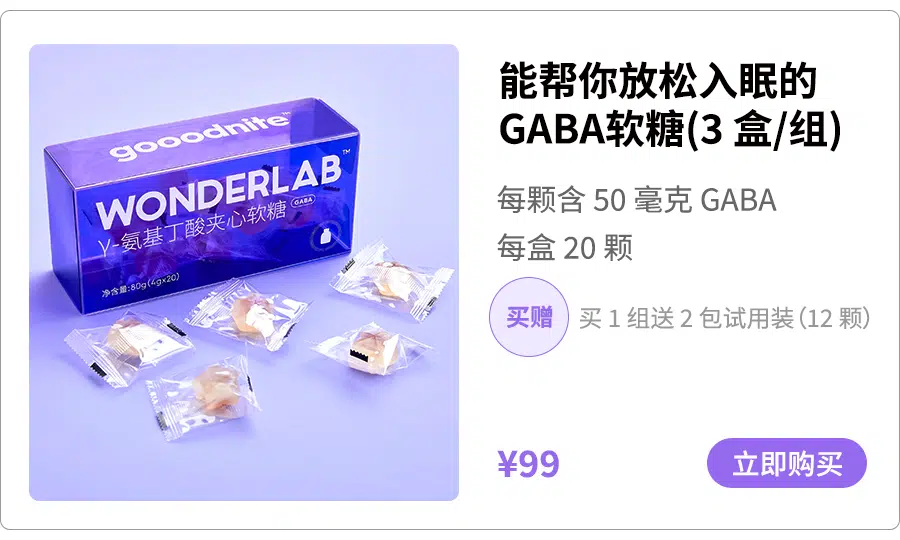 能帮你放松入眠的
GABA软糖(3 盒/组)
每颗含 50 毫克 GABA
每盒 20 颗
买赠
买 1 组送 2 包试用装(12 颗)
¥99
立即购买
gooodnite™
WONDERLAB™
γ-氨基丁酸夹心软糖 GABA
净含量:80g(4g×20)